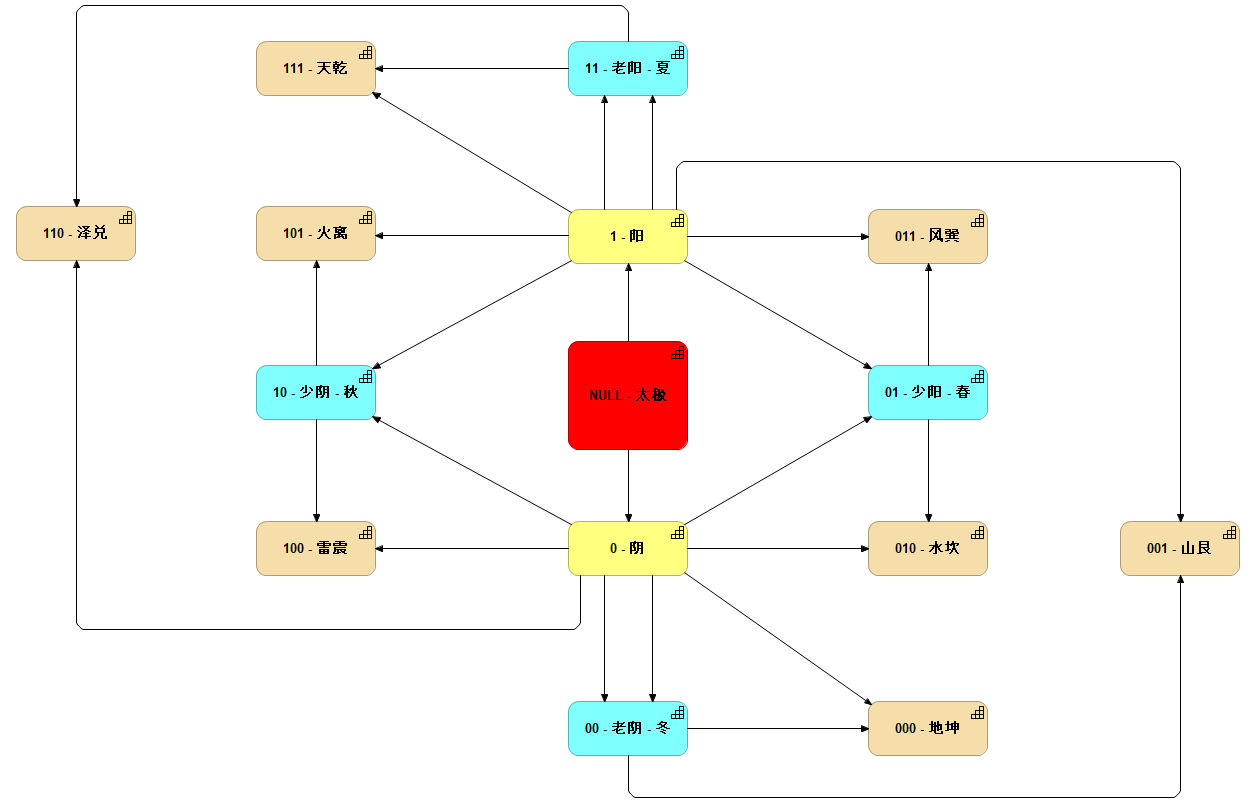 111 - 天乾
11 - 老阳 - 夏
110 - 泽兑
101 - 火离
1 - 阳
011 - 风巽
10 - 少阴 - 秋
NULL - 太极
01 - 少阳 - 春
100 - 雷震
0 - 阴
010 - 水坎
001 - 山艮
00 - 老阴 - 冬
000 - 地坤